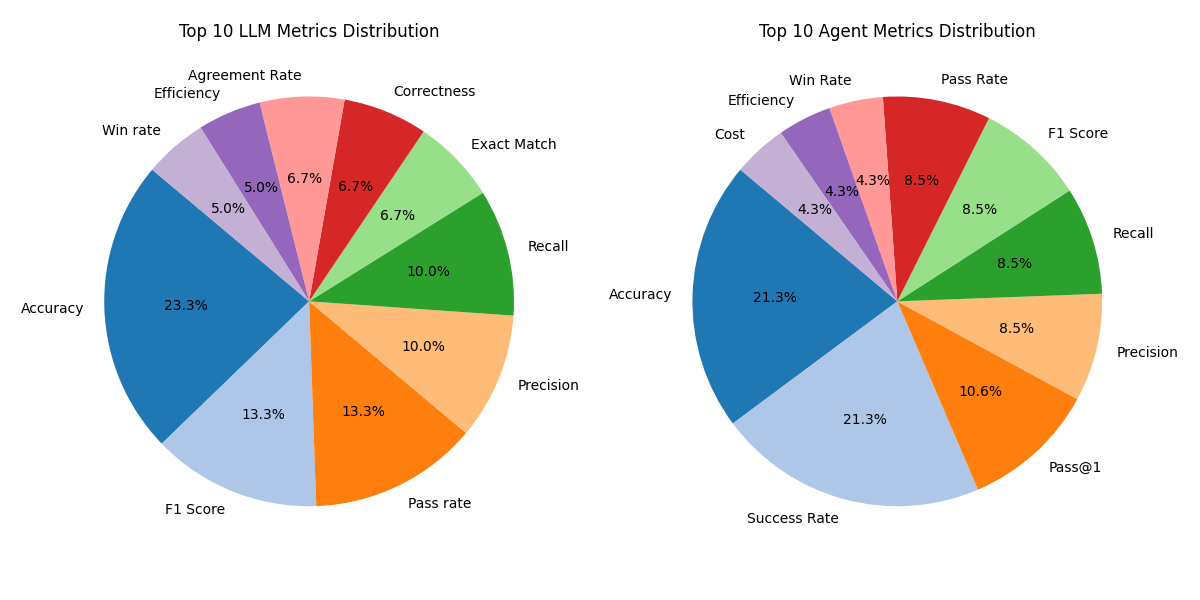 Top 10 LLM Metrics Distribution
Agreement Rate
Efficiency
Win rate
Accuracy
F1 Score
Pass rate
Precision
Recall
Exact Match
Correctness
6.7%
5.0%
5.0%
23.3%
13.3%
13.3%
10.0%
10.0%
6.7%
6.7%
Top 10 Agent Metrics Distribution
Win Rate
Efficiency
Cost
Accuracy
Success Rate
Pass@1
Precision
Recall
F1 Score
Pass Rate
4.3%
4.3%
4.3%
21.3%
21.3%
10.6%
8.5%
8.5%
8.5%
8.5%